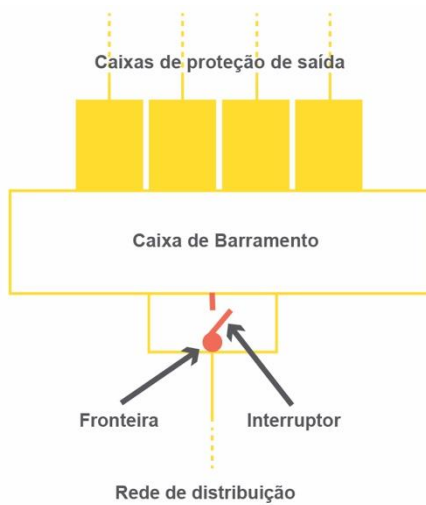 Caixas de proteção de saída
Caixa de Barramento
Fronteira
Interruptor
Rede de distribuição